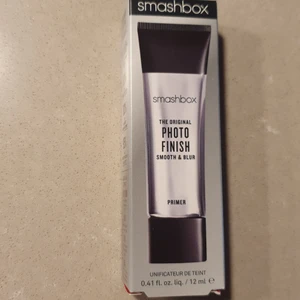 smashbox
smashbox
THE ORIGINAL
PHOTO
FINISH
SMOOTH & BLUR
PRIMER
UNIFICATEUR DE TEINT
0.41 fl. oz. liq. / 12 ml e